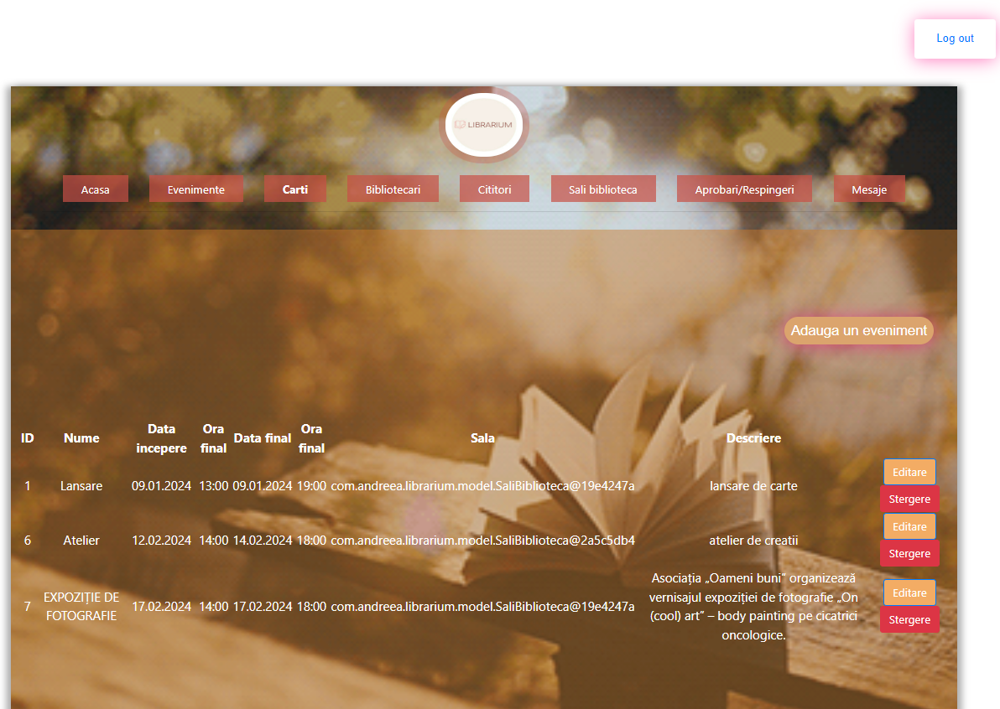 Log out
LIBRARIUM
Acasa Evenimente Carti Bibliotecari Cititori Sali biblioteca Aprobari/Respingeri Mesaje
Adauga un eveniment
ID Nume Data incepere Ora final Data final Ora final Sala Descriere
1 Lansare 09.01.2024 13:00 09.01.2024 19:00 com.andreea.librarium.model.SaliBiblioteca@19e4247a lansare de carte
Editare
Stergere
6 Atelier 12.02.2024 14:00 14.02.2024 18:00 com.andreea.librarium.model.SaliBiblioteca@2a5c5db4 atelier de creatii
Editare
Stergere
7 EXPOZIȚIE DE FOTOGRAFIE 17.02.2024 14:00 17.02.2024 18:00 com.andreea.librarium.model.SaliBiblioteca@19e4247a
Asociația „Oameni buni” organizează
vernisajul expoziției de fotografie „On
(cool) art” – body painting pe cicatrici
oncologice.
Editare
Stergere